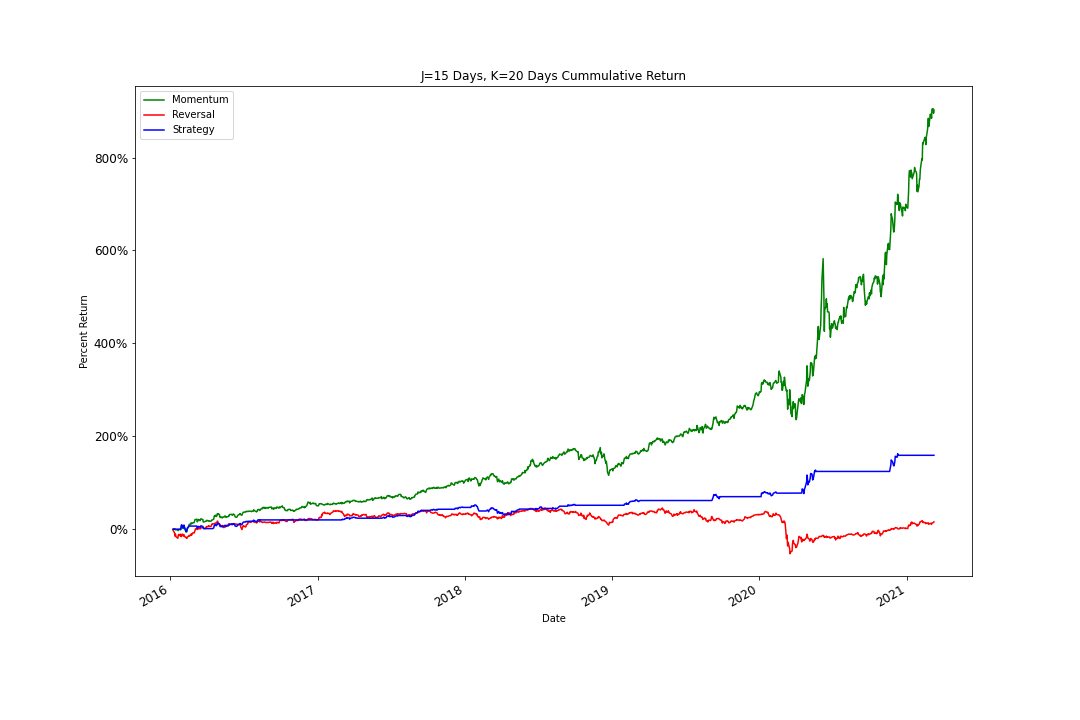 J=15 Days, K=20 Days Cummulative Return
Momentum
Reversal
Strategy
800%
600%
400%
200%
0%
Percent Return
2016
2017
2018
2019
2020
2021
Date